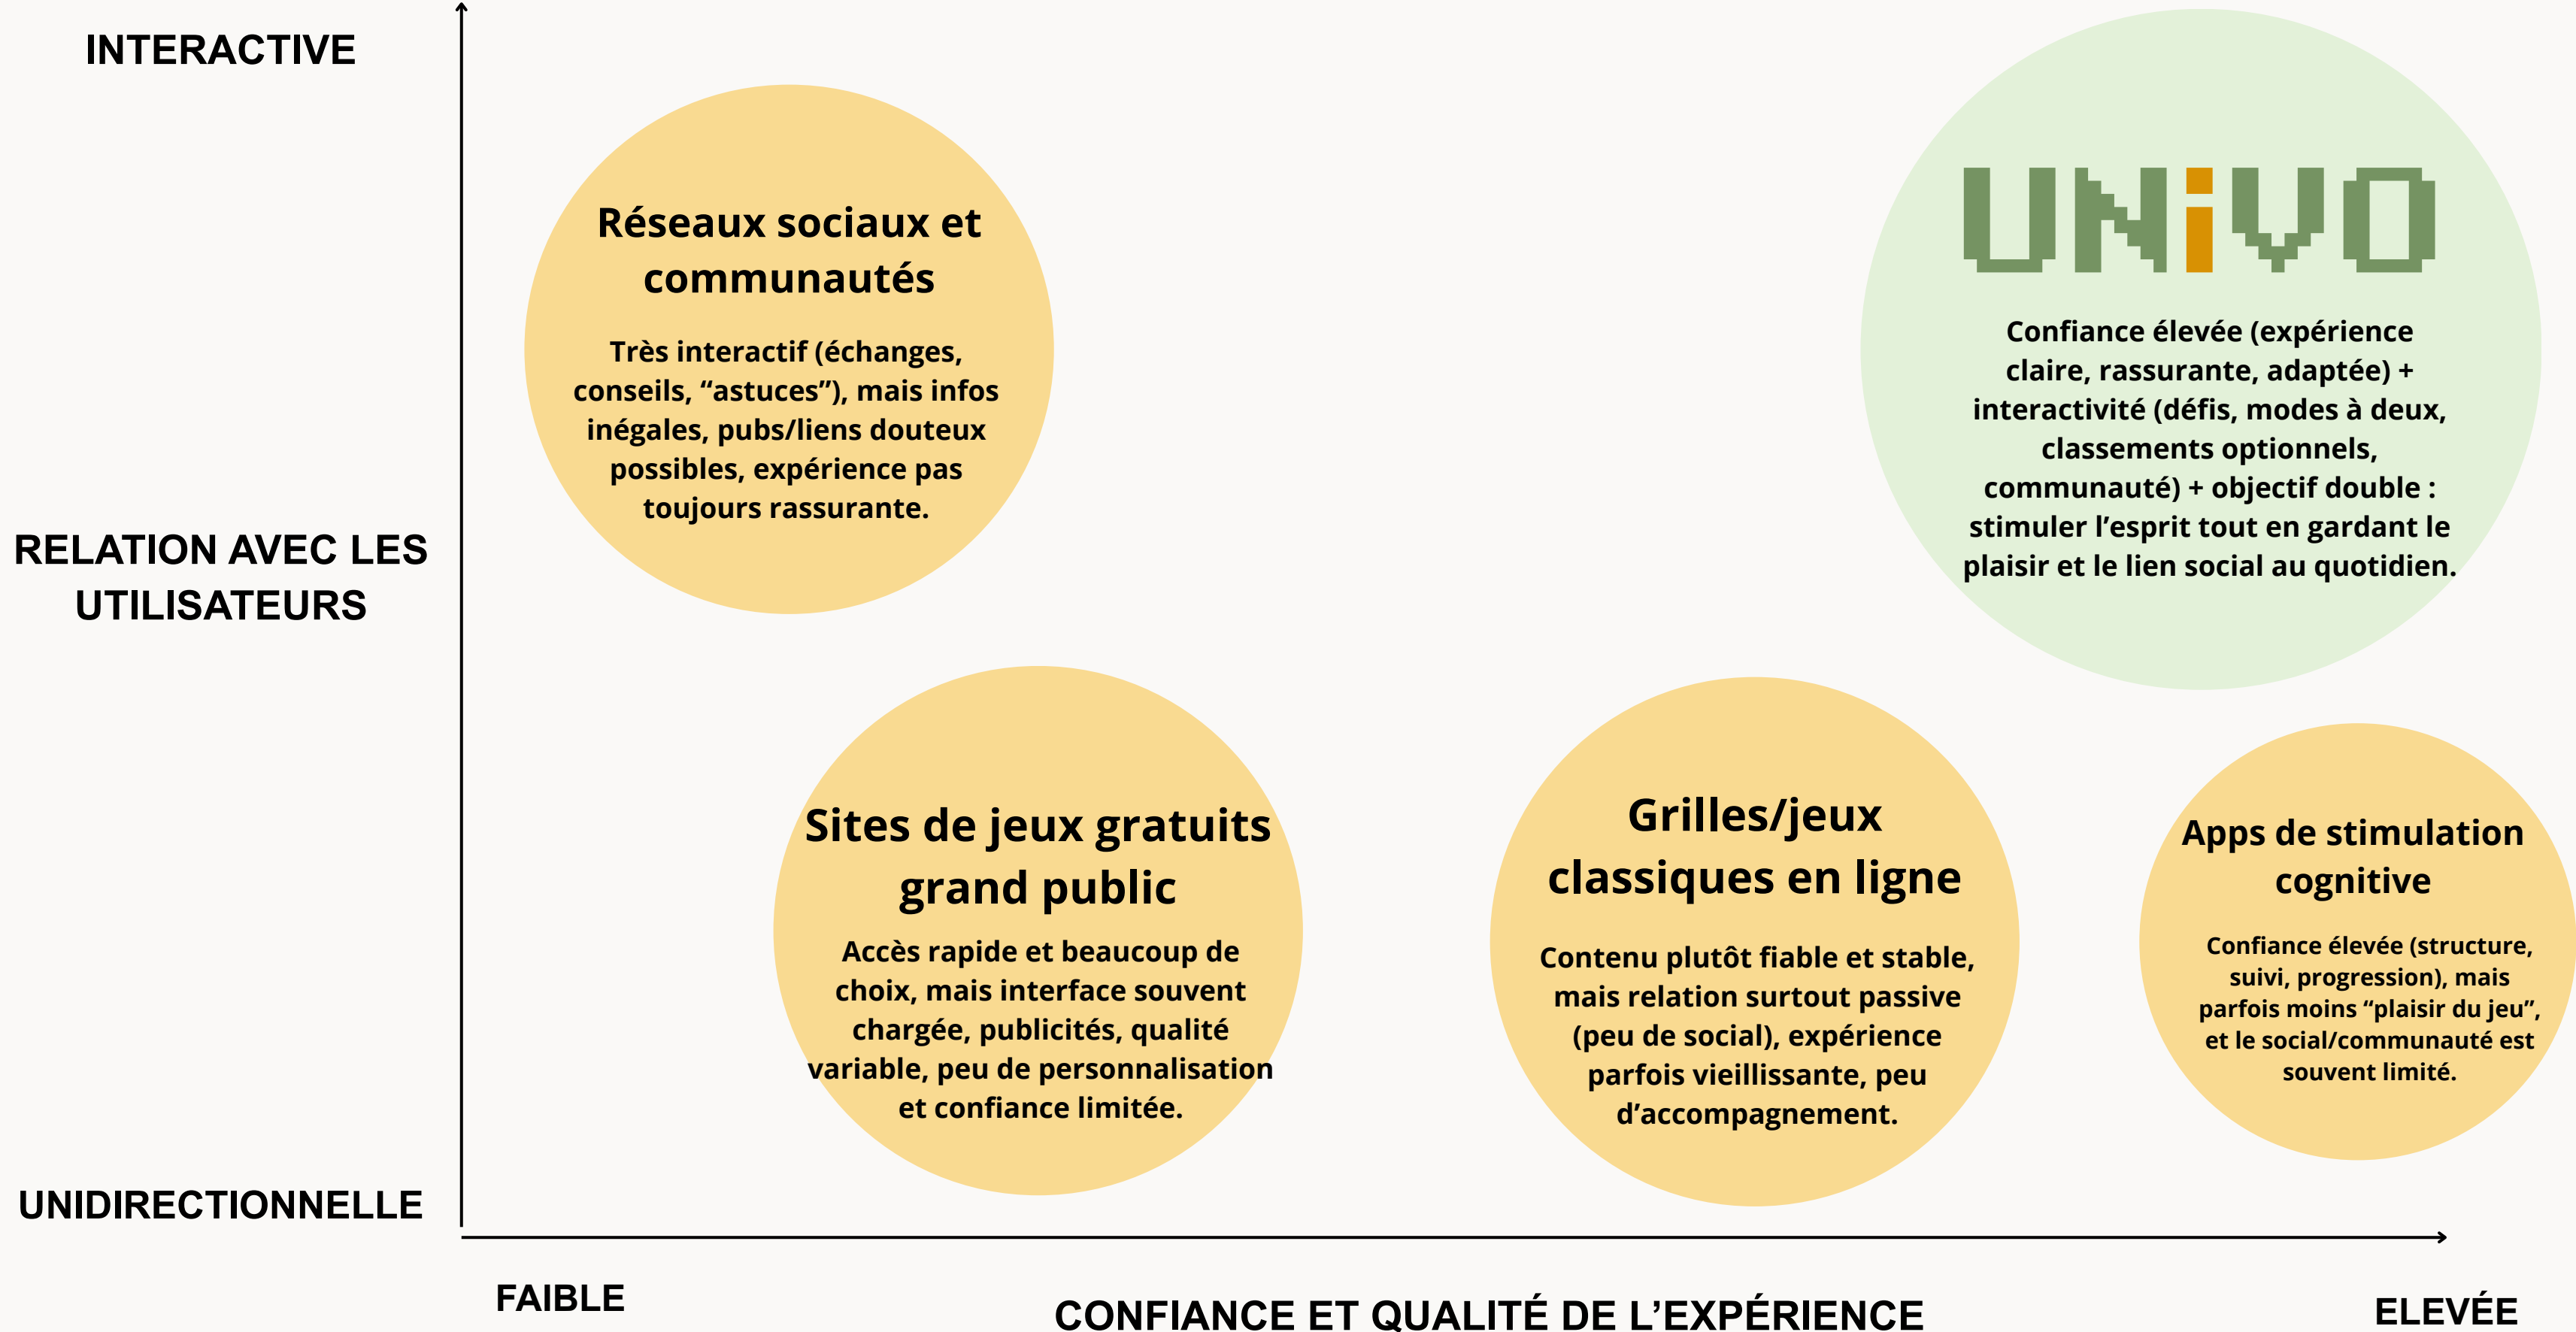 INTERACTIVE
RELATION AVEC LES
UTILISATEURS
UNIDIRECTIONNELLE
Réseaux sociaux et
communautés
Très interactif (échanges,
conseils, “astuces”), mais infos
inégales, pubs/liens douteux
possibles, expérience pas
toujours rassurante.
UNiVO
Confiance élevée (expérience
claire, rassurante, adaptée) +
interactivité (défis, modes à deux,
classements optionnels,
communauté) + objectif double :
stimuler l’esprit tout en gardant le
plaisir et le lien social au quotidien.
Sites de jeux gratuits
grand public
Accès rapide et beaucoup de
choix, mais interface souvent
chargée, publicités, qualité
variable, peu de personnalisation
et confiance limitée.
Grilles/jeux
classiques en ligne
Contenu plutôt fiable et stable,
mais relation surtout passive
(peu de social), expérience
parfois vieillissante, peu
d’accompagnement.
Apps de stimulation
cognitive
Confiance élevée (structure,
suivi, progression), mais
parfois moins “plaisir du jeu”,
et le social/communauté est
souvent limité.
FAIBLE
CONFIANCE ET QUALITÉ DE L’EXPÉRIENCE
ELEVÉE